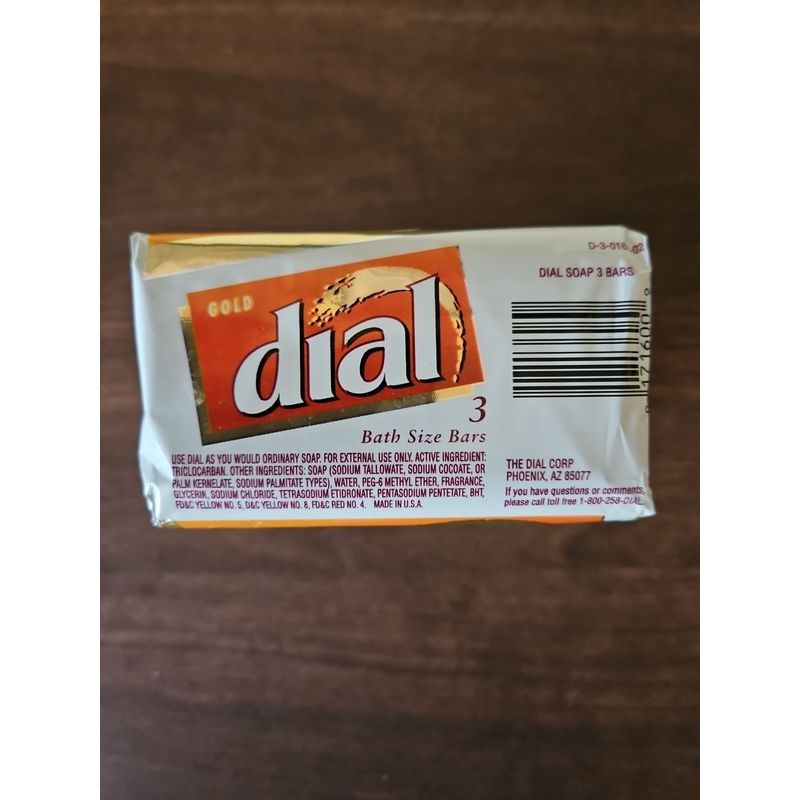 D-3-016 02
DIAL SOAP 3 BARS
GOLD
dial
3
Bath Size Bars
USE DIAL AS YOU WOULD ORDINARY SOAP. FOR EXTERNAL USE ONLY. ACTIVE INGREDIENT:
TRICLOCARBAN. OTHER INGREDIENTS: SOAP (SODIUM TALLOWATE, SODIUM COCOATE, OR
PALM KERNELATE, SODIUM PALMITATE TYPES), WATER, PEG-6 METHYL ETHER, FRAGRANCE,
GLYCERIN, SODIUM CHLORIDE, TETRASODIUM ETIDRONATE, PENTASODIUM PENTETATE, BHT,
FD&C YELLOW NO. 5, D&C YELLOW NO. 8, FD&C RED NO. 4. MADE IN U.S.A.
THE DIAL CORP
PHOENIX, AZ 85077
If you have questions or comments,
please call toll free 1-800-258-DIAL.